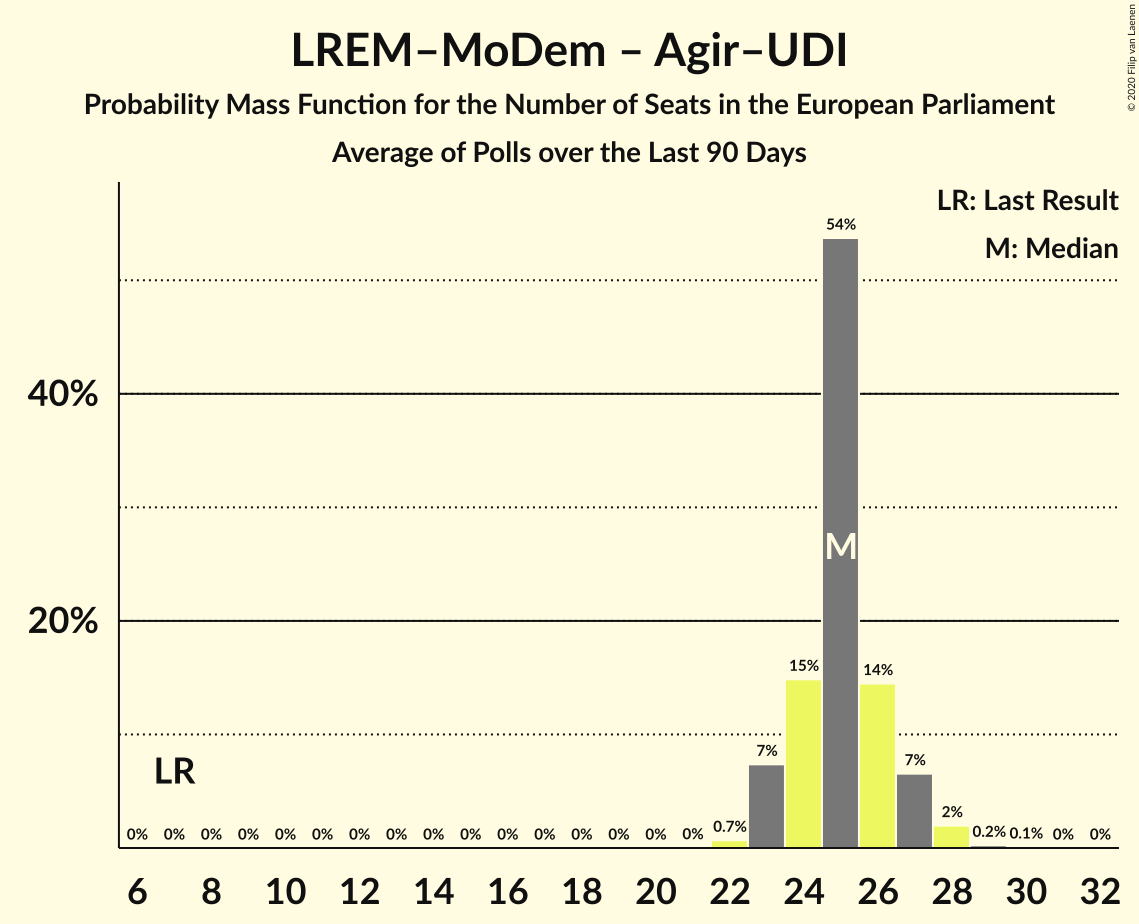 LREM–MoDem – Agir–UDI
Probability Mass Function for the Number of Seats in the European Parliament
Average of Polls over the Last 90 Days
© 2020 Filip van Laenen
LR: Last Result
M: Median
54%
40%
M
20%
15%
14%
7%
7%
LR
2%
0% 0% 0% 0% 0% 0% 0% 0% 0% 0% 0% 0% 0% 0% 0% 0% 0.7% 0.2% 0.1% 0% 0%
6 8 10 12 14 16 18 20 22 24 26 28 30 32